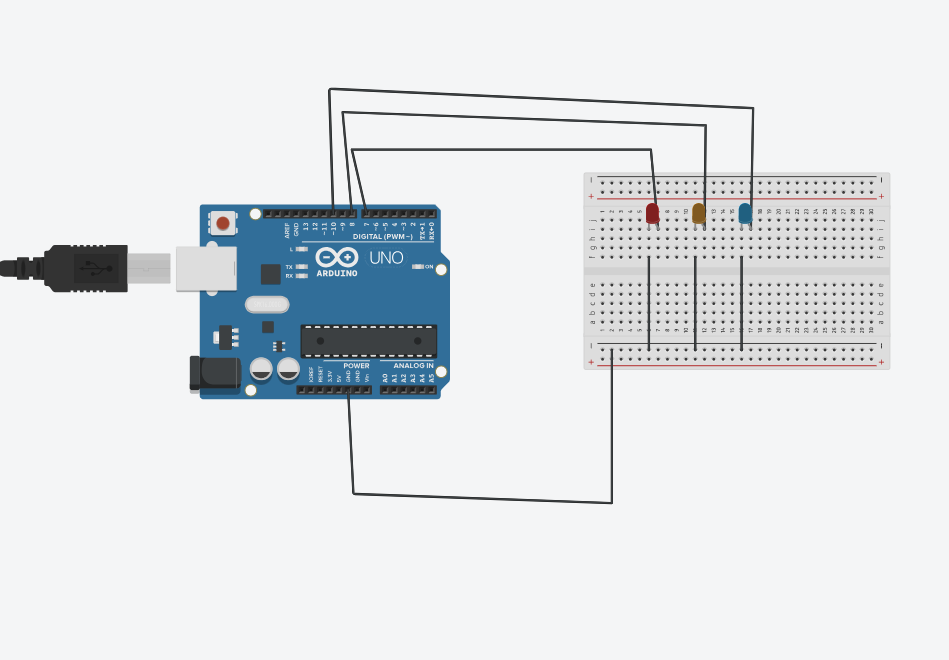 AREF
GND
13
12
~11
~10
~9
8
7
~6
~5
~4
~3
2
TX→1
RX←0
DIGITAL (PWM ~)
L
TX
RX
ARDUINO
UNO
ON
POWER
ANALOG IN
IOREF
RESET
3.3V
5V
GND
GND
Vin
A0
A1
A2
A3
A4
A5
j
i
h
g
f
e
d
c
b
a